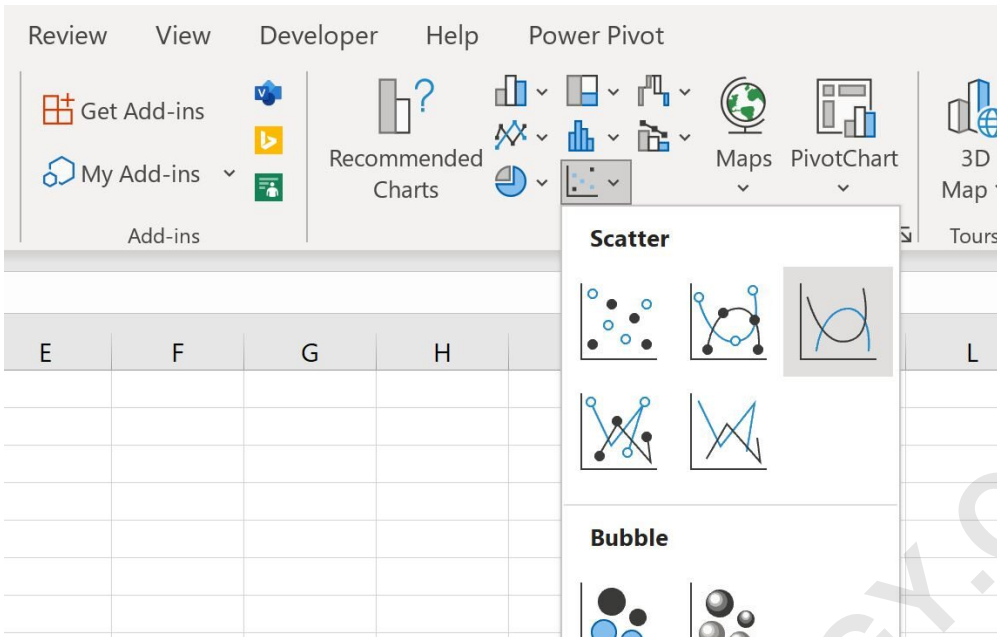 Review View Developer Help Power Pivot
Get Add-ins
My Add-ins
Add-ins
Recommended
Charts
Maps
PivotChart
3D
Map
Tours
Scatter
E F G H L
Bubble